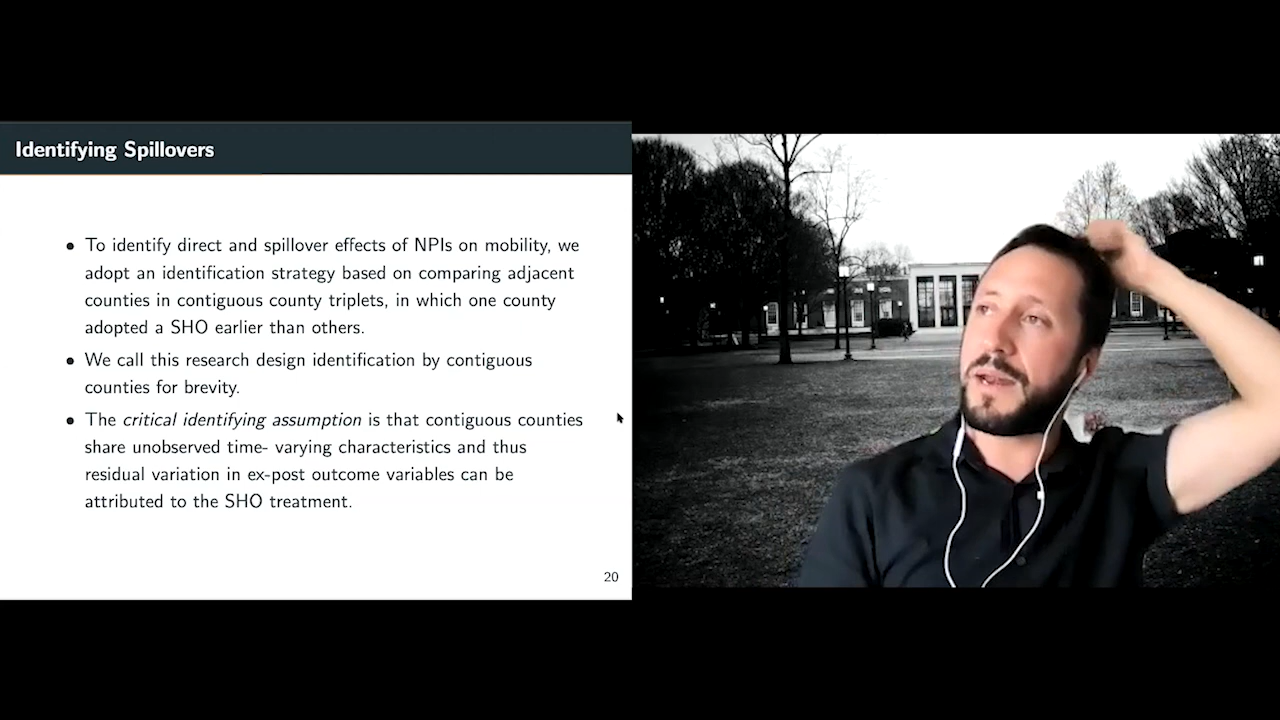 Identifying Spillovers
• To identify direct and spillover effects of NPIs on mobility, we
adopt an identification strategy based on comparing adjacent
counties in contiguous county triplets, in which one county
adopted a SHO earlier than others.
• We call this research design identification by contiguous
counties for brevity.
• The critical identifying assumption is that contiguous counties
share unobserved time- varying characteristics and thus
residual variation in ex-post outcome variables can be
attributed to the SHO treatment.
20